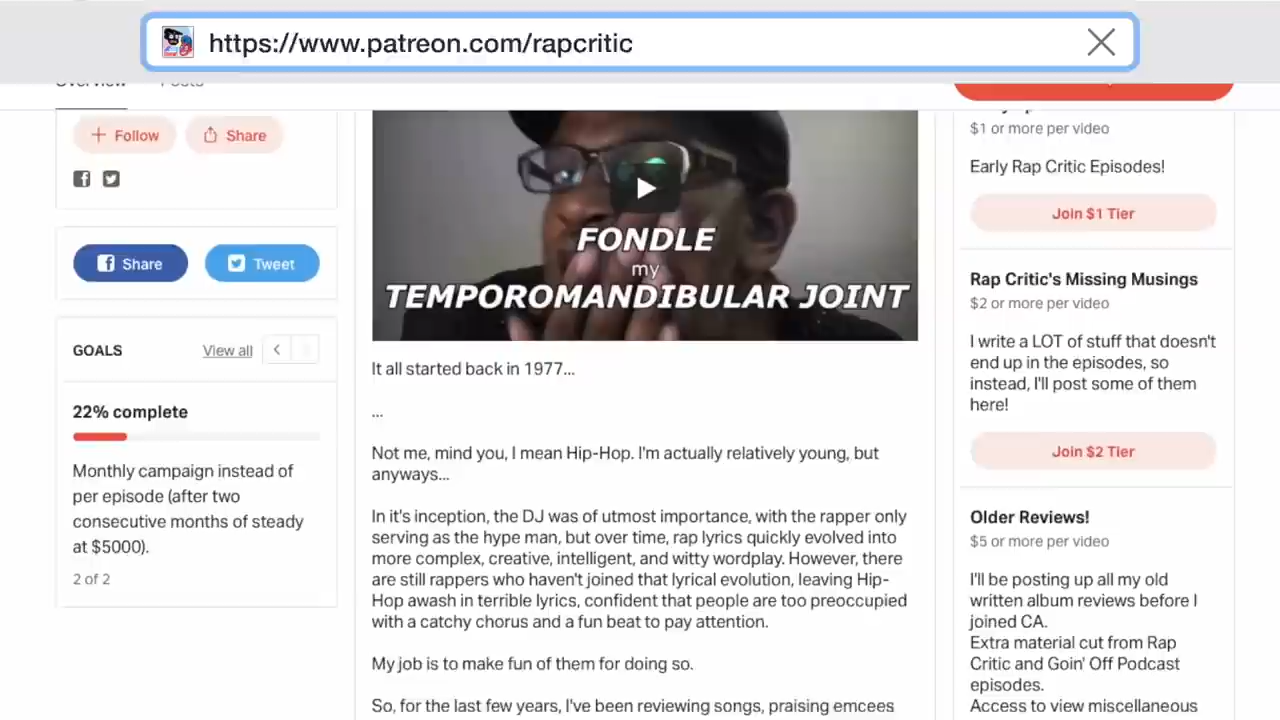 https://www.patreon.com/rapcritic
Overview Posts
Follow Share
Share Tweet
GOALS View all
22% complete
Monthly campaign instead of
per episode (after two
consecutive months of steady
at $5000).
2 of 2
FONDLE
my
TEMPOROMANDIBULAR JOINT
It all started back in 1977...
...
Not me, mind you, I mean Hip-Hop. I'm actually relatively young, but
anyways...
In it's inception, the DJ was of utmost importance, with the rapper only
serving as the hype man, but over time, rap lyrics quickly evolved into
more complex, creative, intelligent, and witty wordplay. However, there
are still rappers who haven't joined that lyrical evolution, leaving Hip-
Hop awash in terrible lyrics, confident that people are too preoccupied
with a catchy chorus and a fun beat to pay attention.
My job is to make fun of them for doing so.
So, for the last few years, I've been reviewing songs, praising emcees
$1 or more per video
Early Rap Critic Episodes!
Join $1 Tier
Rap Critic's Missing Musings
$2 or more per video
I write a LOT of stuff that doesn't
end up in the episodes, so
instead, I'll post some of them
here!
Join $2 Tier
Older Reviews!
$5 or more per video
I'll be posting up all my old
written album reviews before I
joined CA.
Extra material cut from Rap
Critic and Goin' Off Podcast
episodes.
Access to view miscellaneous